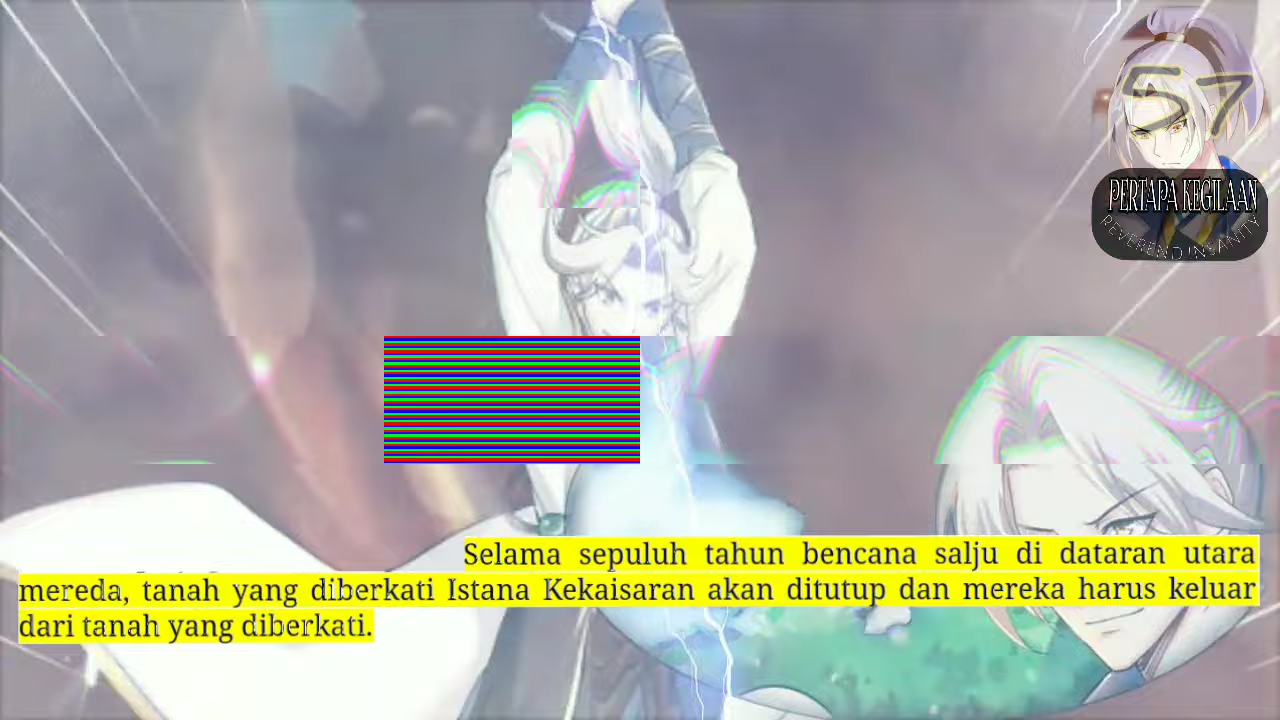 57
PERTAPA KEGILAAN
REVEREND INSANITY
Selama sepuluh tahun bencana salju di dataran utara
mereda, tanah yang diberkati Istana Kekaisaran akan ditutup dan mereka harus keluar
dari tanah yang diberkati.